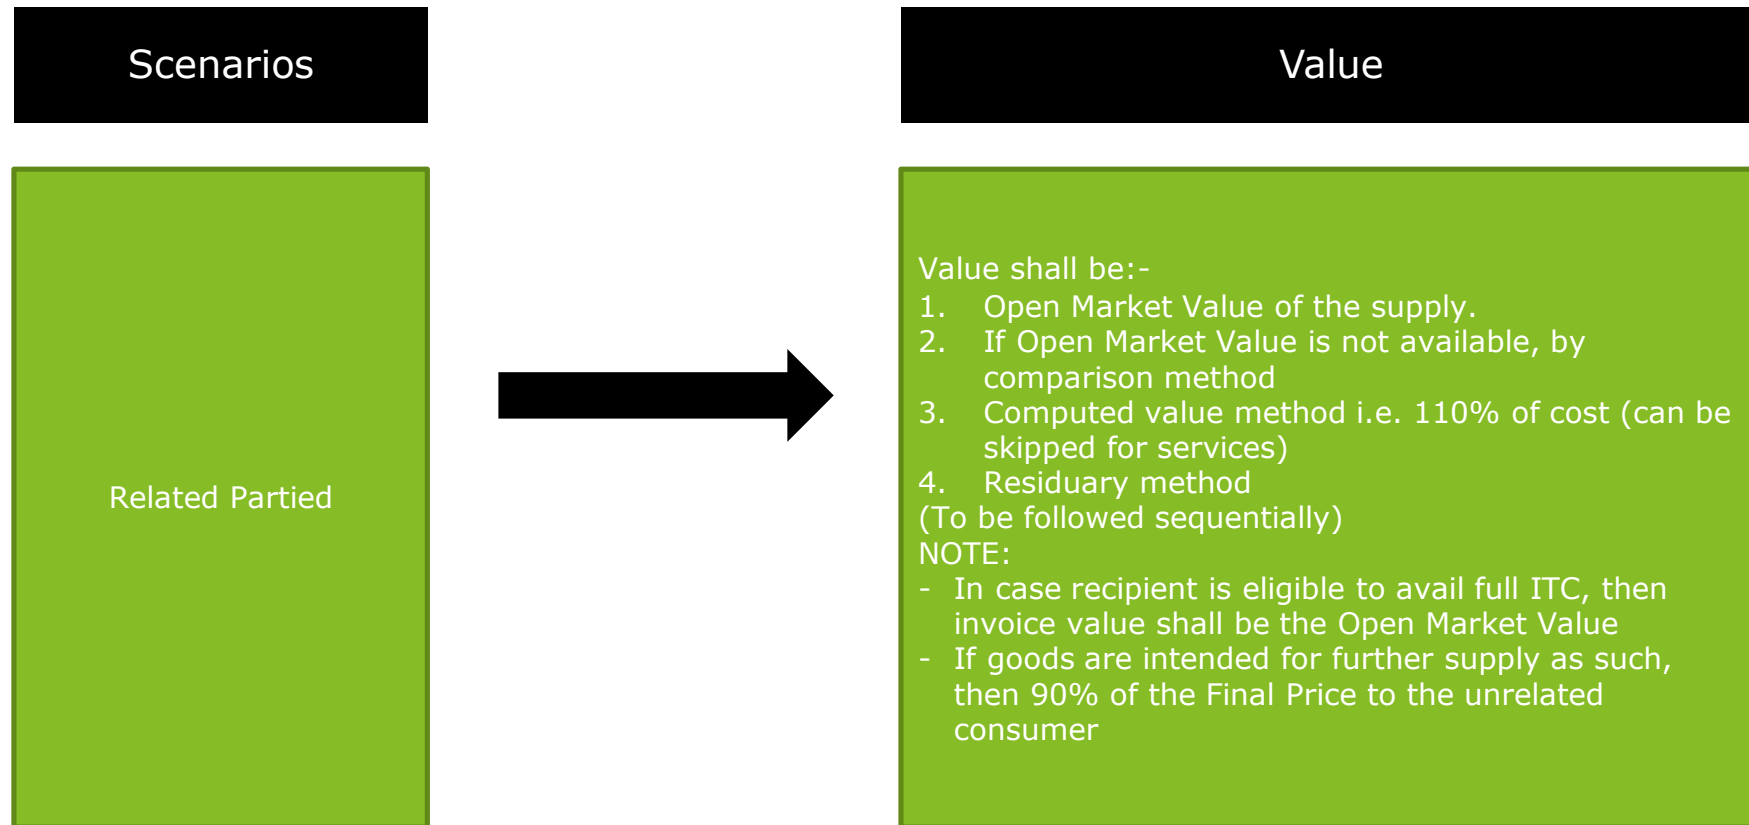 Scenarios
Value
Related Partied
Value shall be:-
1. Open Market Value of the supply.
2. If Open Market Value is not available, by
comparison method
3. Computed value method i.e. 110% of cost (can be
skipped for services)
4. Residuary method
(To be followed sequentially)
NOTE:
- In case recipient is eligible to avail full ITC, then
invoice value shall be the Open Market Value
- If goods are intended for further supply as such,
then 90% of the Final Price to the unrelated
consumer